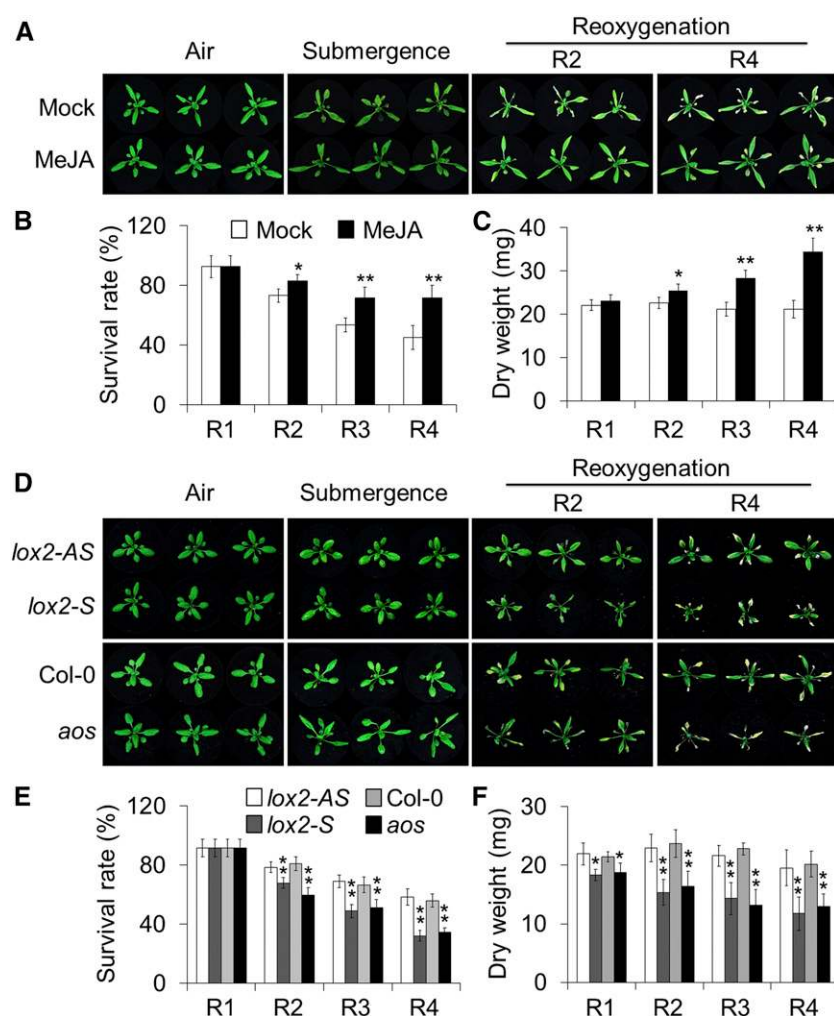 A
Air
Submergence
Reoxygenation
R2
R4
Mock
MeJA
B
Survival rate (%)
120
80
40
0
Mock
MeJA
*
**
**
R1
R2
R3
R4
C
Dry weight (mg)
40
30
20
10
0
*
**
**
R1
R2
R3
R4
D
Air
Submergence
Reoxygenation
R2
R4
lox2-AS
lox2-S
Col-0
aos
E
Survival rate (%)
120
80
40
0
lox2-AS
Col-0
lox2-S
aos
**
**
**
**
**
**
R1
R2
R3
R4
F
Dry weight (mg)
30
20
10
0
*
*
**
**
**
**
**
**
R1
R2
R3
R4